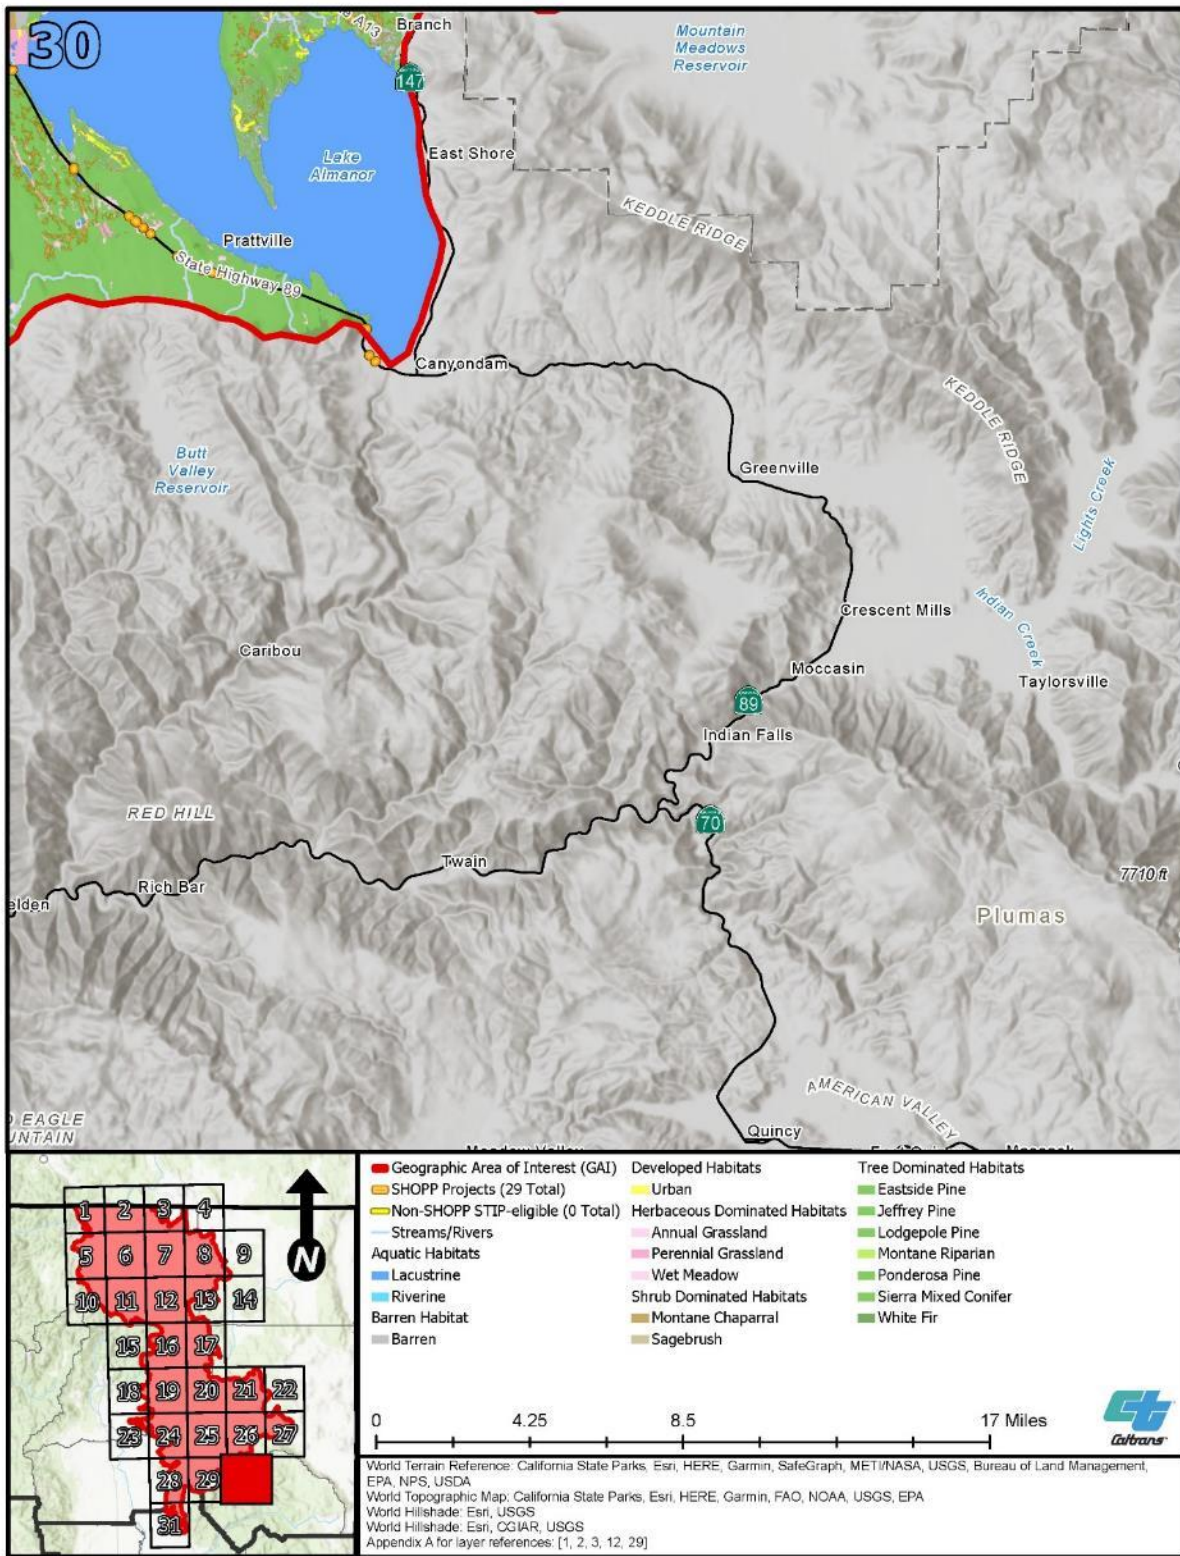 30
A13
Branch
147
Mountain
Meadows
Reservoir
East Shore
Lake
Almanor
KEDDLE RIDGE
Prattville
State Highway 89
Canyondam
KEDDLE RIDGE
Butt
Valley
Reservoir
Greenville
Lights Creek
Crescent Mills
Indian Creek
Caribou
Moccasin
Taylorsville
89
Indian Falls
RED HILL
70
Twain
7710 ft
Rich Bar
elden
Plumas
AMERICAN VALLEY
EAGLE
UNTAIN
Quincy
Meadow Valley
1 2 3 4
5 6 7 8 9
10 11 12 13 14
15 16 17
18 19 20 21 22
23 24 25 26 27
28 29
31
N
Geographic Area of Interest (GAI)
SHOPP Projects (29 Total)
Non-SHOPP STIP-eligible (0 Total)
Streams/Rivers
Aquatic Habitats
Lacustrine
Riverine
Barren Habitat
Barren
Developed Habitats
Urban
Herbaceous Dominated Habitats
Annual Grassland
Perennial Grassland
Wet Meadow
Shrub Dominated Habitats
Montane Chaparral
Sagebrush
Tree Dominated Habitats
Eastside Pine
Jeffrey Pine
Lodgepole Pine
Montane Riparian
Ponderosa Pine
Sierra Mixed Conifer
White Fir
0 4.25 8.5 17 Miles
Caltrans
World Terrain Reference: California State Parks, Esri, HERE, Garmin, SafeGraph, METI/NASA, USGS, Bureau of Land Management,
EPA, NPS, USDA
World Topographic Map: California State Parks, Esri, HERE, Garmin, FAO, NOAA, USGS, EPA
World Hillshade: Esri, USGS
World Hillshade: Esri, CGIAR, USGS
Appendix A for layer references: [1, 2, 3, 12, 29]